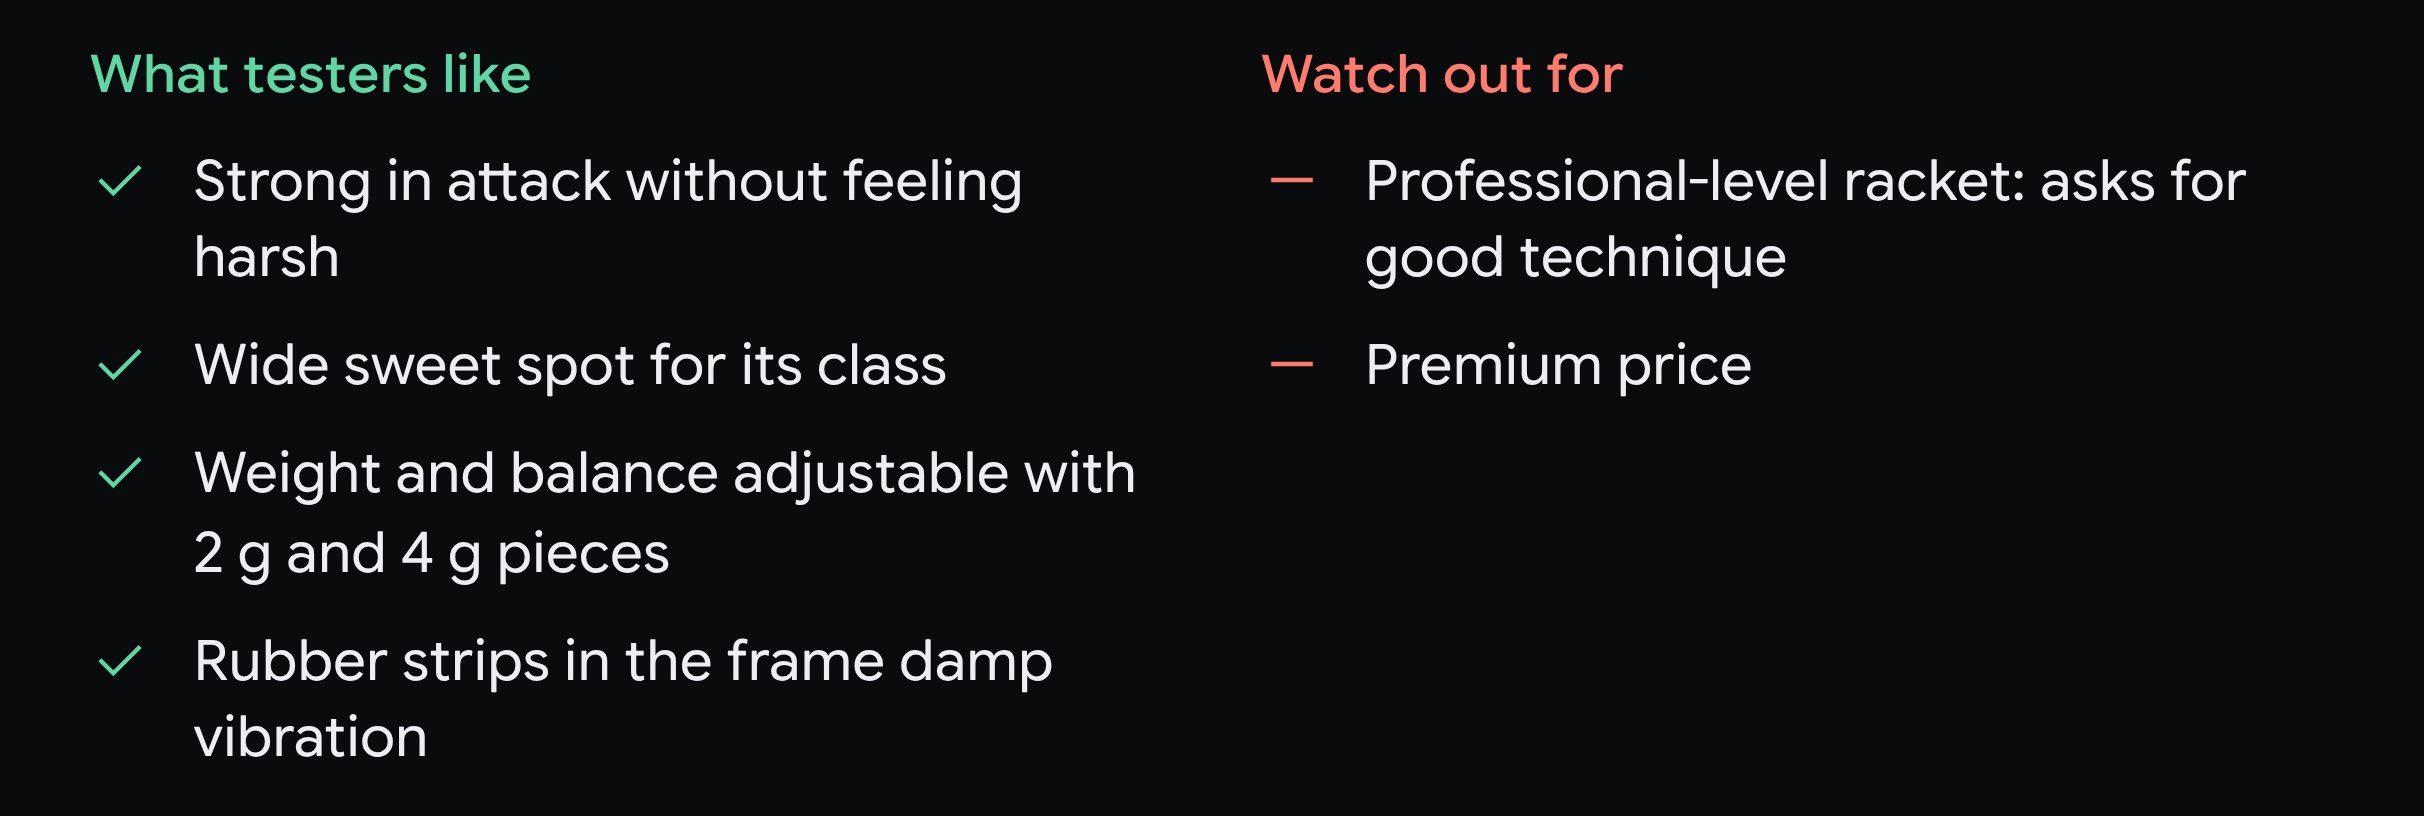 What testers like
Strong in attack without feeling
harsh
Wide sweet spot for its class
Weight and balance adjustable with
2 g and 4 g pieces
Rubber strips in the frame damp
vibration
Watch out for
Professional-level racket: asks for
good technique
Premium price